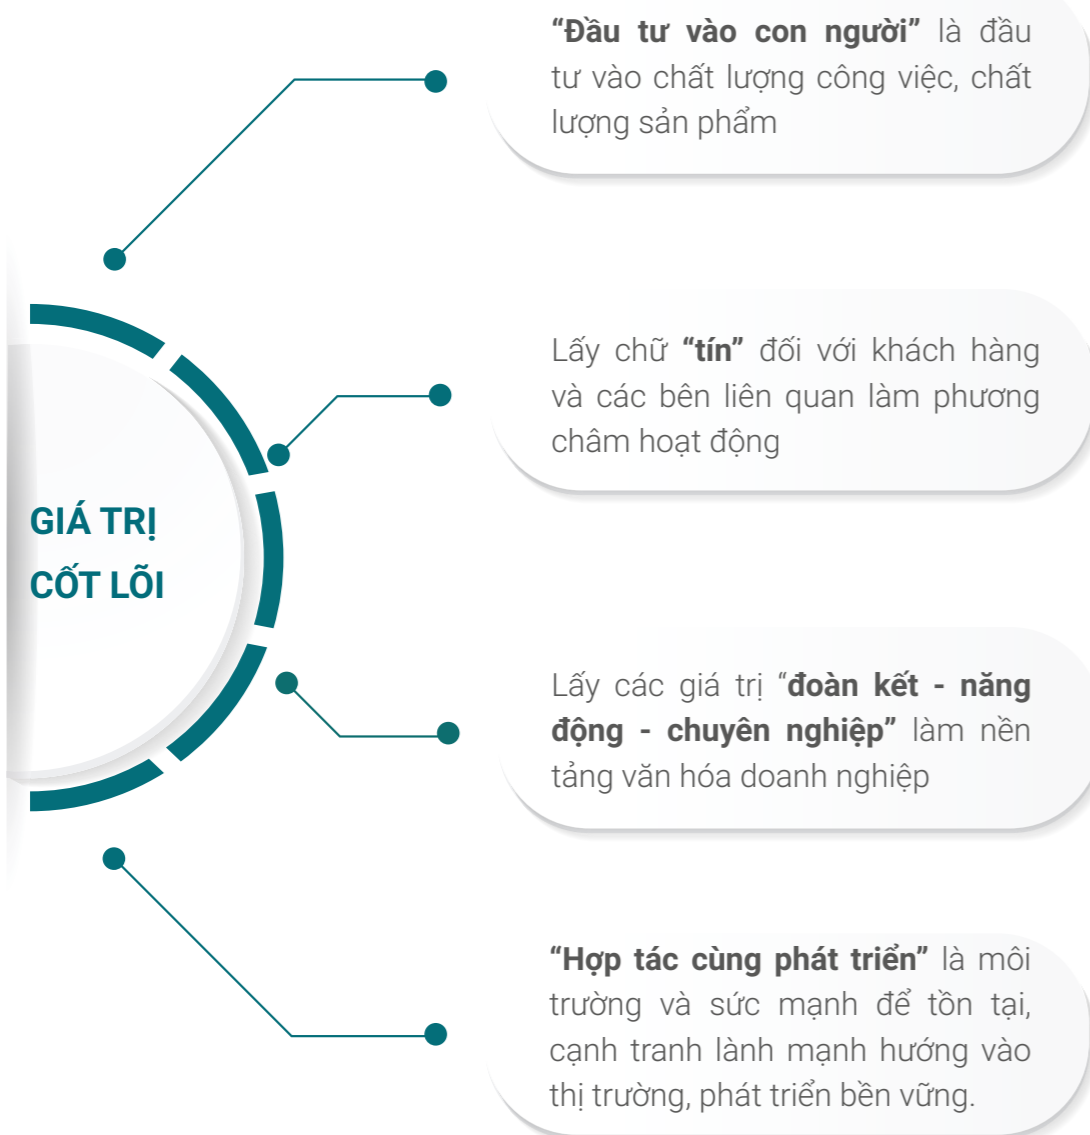 “Đầu tư vào con người” là đầu
tư vào chất lượng công việc, chất
lượng sản phẩm
Lấy chữ “tín” đối với khách hàng
và các bên liên quan làm phương
châm hoạt động
GIÁ TRỊ
CỐT LÕI
Lấy các giá trị “đoàn kết - năng
động - chuyên nghiệp” làm nền
tảng văn hóa doanh nghiệp
“Hợp tác cùng phát triển” là môi
trường và sức mạnh để tồn tại,
cạnh tranh lành mạnh hướng vào
thị trường, phát triển bền vững.